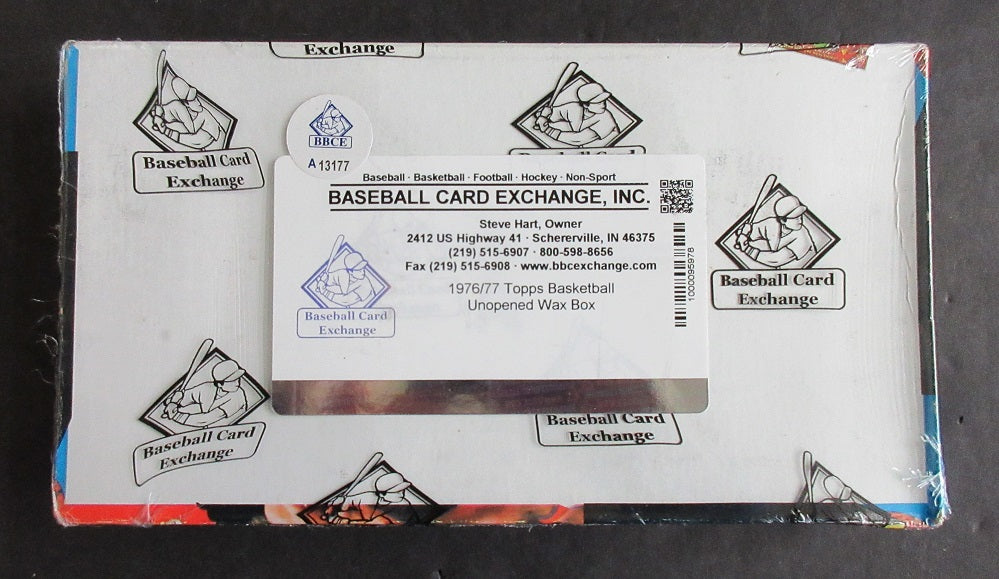 Exchange
Baseball Card
Exchange
BBCE
A 13177
Baseball · Basketball · Football · Hockey · Non-Sport
BASEBALL CARD EXCHANGE, INC.
Steve Hart, Owner
2412 US Highway 41 · Schererville, IN 46375
(219) 515-6907 · 800-598-8656
Fax (219) 515-6908 · www.bbcexchange.com
1976/77 Topps Basketball
Unopened Wax Box
Baseball Card
Exchange
1000095978
Baseball Card
Exchange
Baseball Card
Exchange
Baseball Card
Exchange